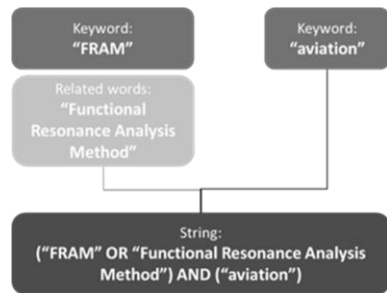 Keyword:
“FRAM”
Keyword:
“aviation”
Related words:
“Functional
Resonance Analysis
Method”
String:
(“FRAM” OR “Functional Resonance Analysis
Method”) AND (“aviation”)